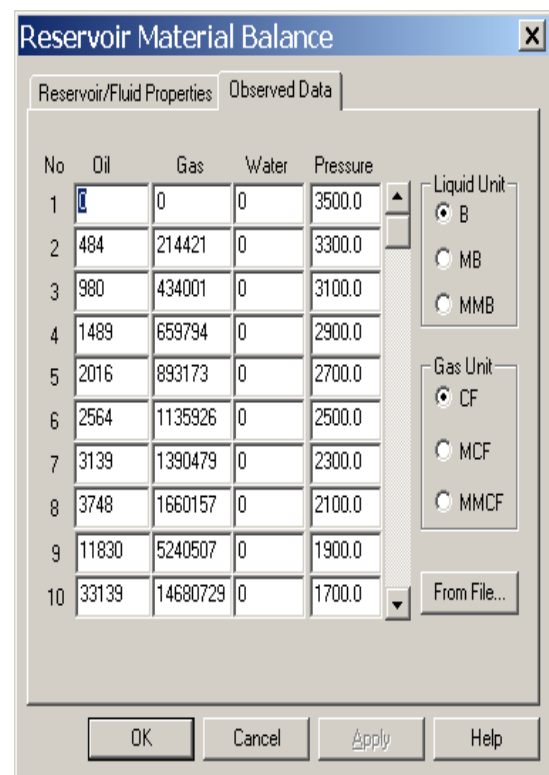 Reservoir Material Balance
Reservoir/Fluid Properties Observed Data
No Oil Gas Water Pressure
1 0 0 0 3500.0
2 484 214421 0 3300.0
3 980 434001 0 3100.0
4 1489 659794 0 2900.0
5 2016 893173 0 2700.0
6 2564 1135926 0 2500.0
7 3139 1390479 0 2300.0
8 3748 1660157 0 2100.0
9 11830 5240507 0 1900.0
10 33139 14680729 0 1700.0
Liquid Unit
B
MB
MMB
Gas Unit
CF
MCF
MMCF
From File...
OK Cancel Apply Help